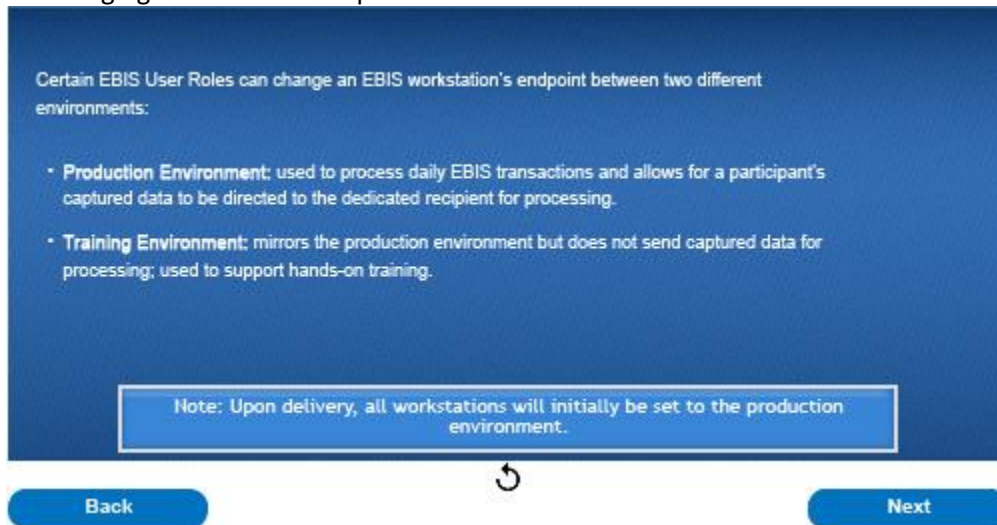 Certain EBIS User Roles can change an EBIS workstation's endpoint between two different
environments:
• Production Environment: used to process daily EBIS transactions and allows for a participant's
captured data to be directed to the dedicated recipient for processing.
• Training Environment: mirrors the production environment but does not send captured data for
processing; used to support hands-on training.
Note: Upon delivery, all workstations will initially be set to the production
environment.
Back
Next